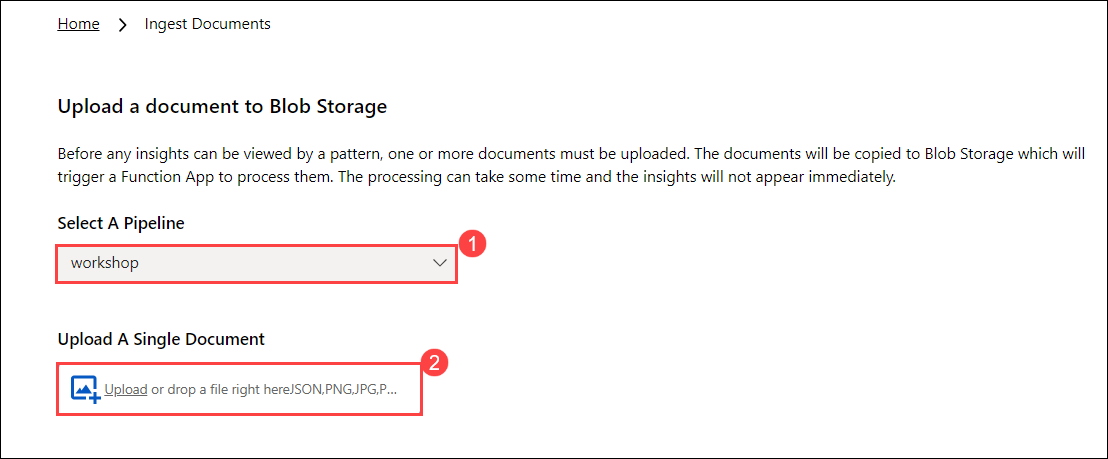 Home > Ingest Documents
Upload a document to Blob Storage
Before any insights can be viewed by a pattern, one or more documents must be uploaded. The documents will be copied to Blob Storage which will
trigger a Function App to process them. The processing can take some time and the insights will not appear immediately.
Select A Pipeline
1
workshop
Upload A Single Document
2
Upload or drop a file right hereJSON,PNG,JPG,P...